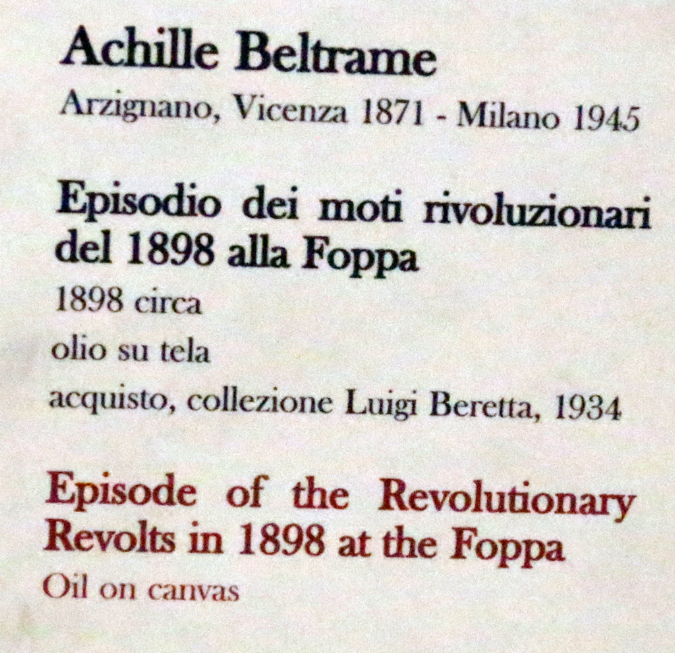 Achille Beltrame
Arzignano, Vicenza 1871 - Milano 1945
Episodio dei moti rivoluzionari
del 1898 alla Foppa
1898 circa
olio su tela
acquisto, collezione Luigi Beretta, 1934
Episode of the Revolutionary
Revolts in 1898 at the Foppa
Oil on canvas